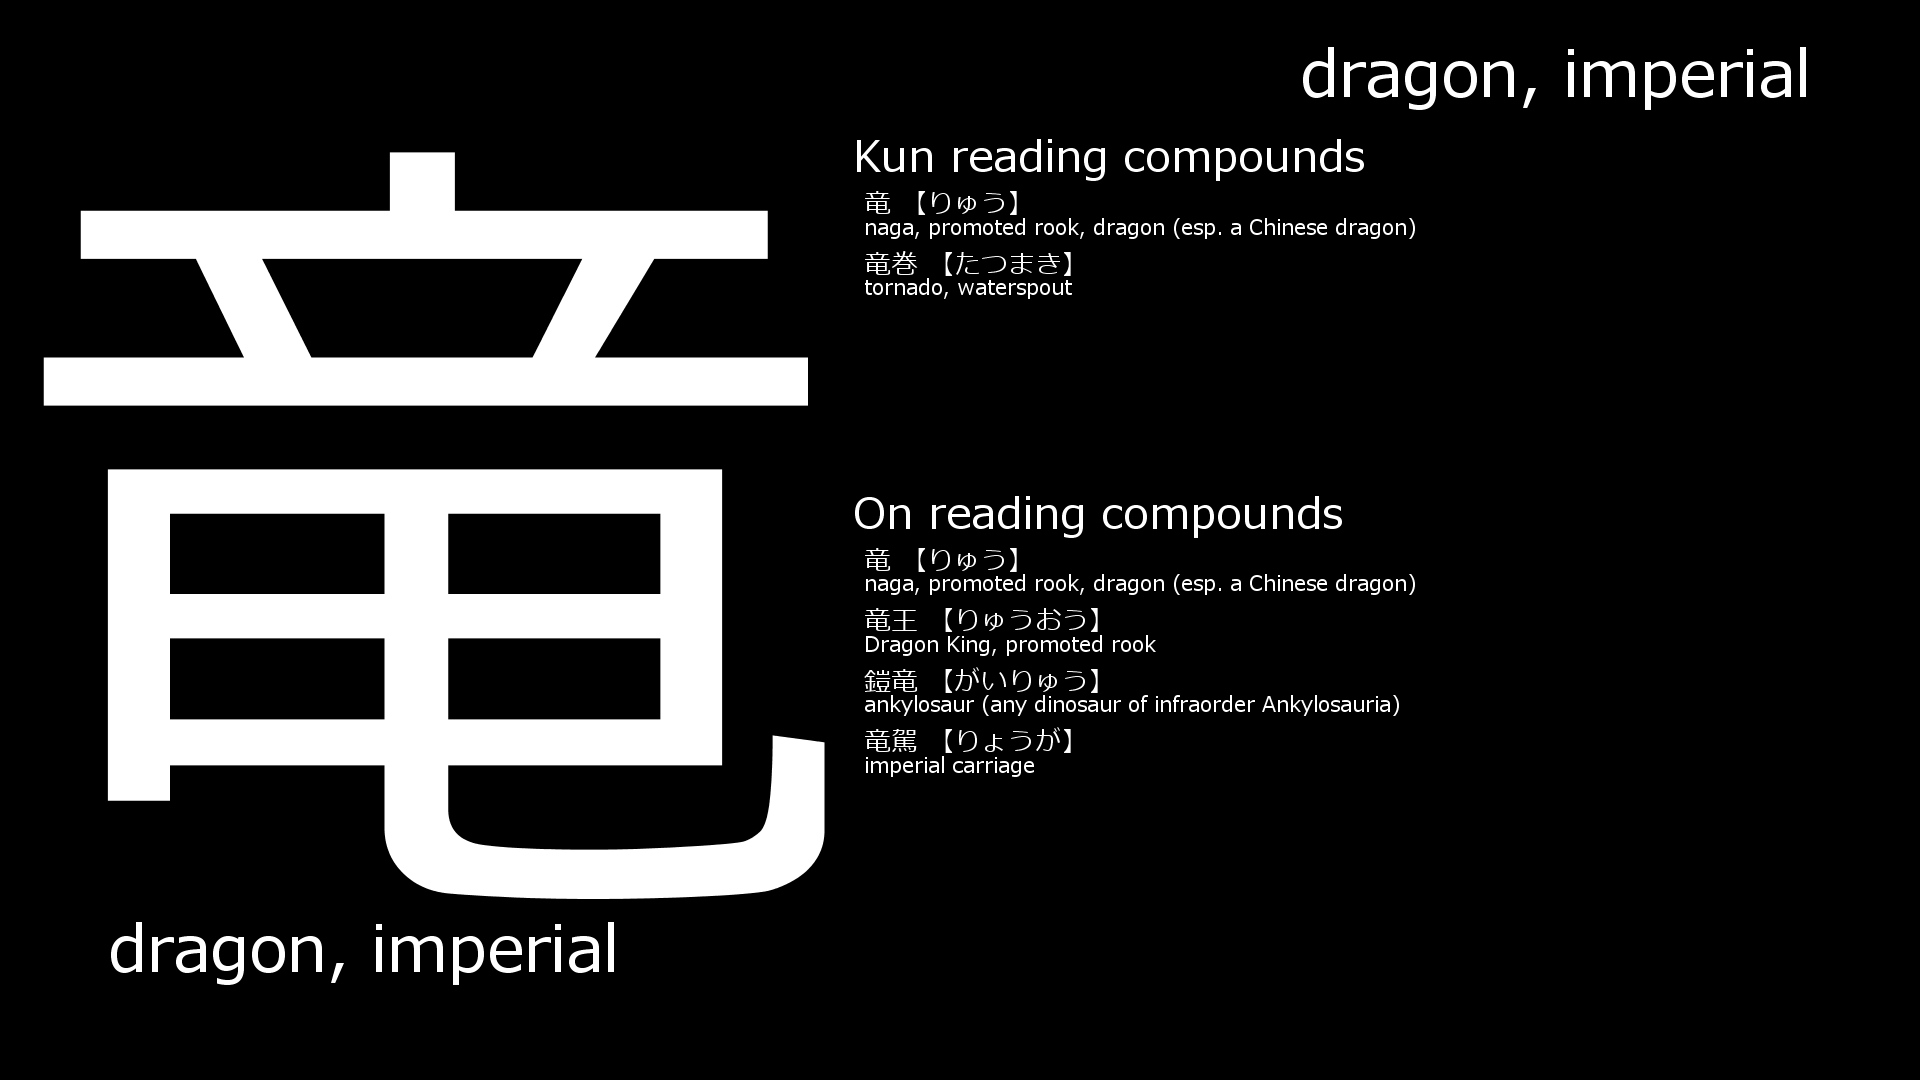 dragon, imperial
竜
Kun reading compounds
竜 【りゅう】
naga, promoted rook, dragon (esp. a Chinese dragon)
竜巻 【たつまき】
tornado, waterspout
On reading compounds
竜 【りゅう】
naga, promoted rook, dragon (esp. a Chinese dragon)
竜王 【りゅうおう】
Dragon King, promoted rook
鎧竜 【がいりゅう】
ankylosaur (any dinosaur of infraorder Ankylosauria)
竜駕 【りょうが】
imperial carriage
dragon, imperial